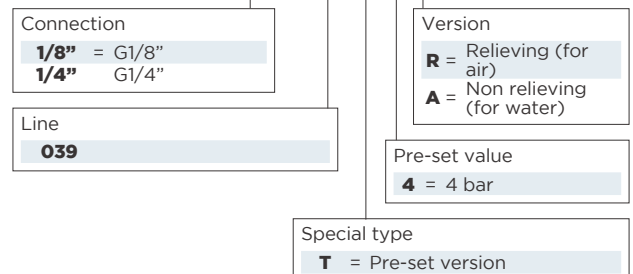 Connection
1/8” = G1/8”
1/4” G1/4”
Line
039
Version
R = Relieving (for air)
A = Non relieving (for water)
Pre-set value
4 = 4 bar
Special type
T = Pre-set version